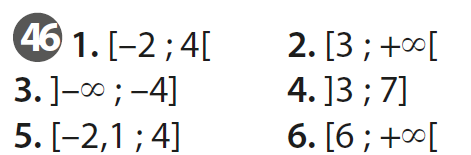 46 1. [–2 ; 4[ 2. [3 ; +∞[
3. ]–∞ ; –4] 4. ]3 ; 7]
5. [–2,1 ; 4] 6. [6 ; +∞[